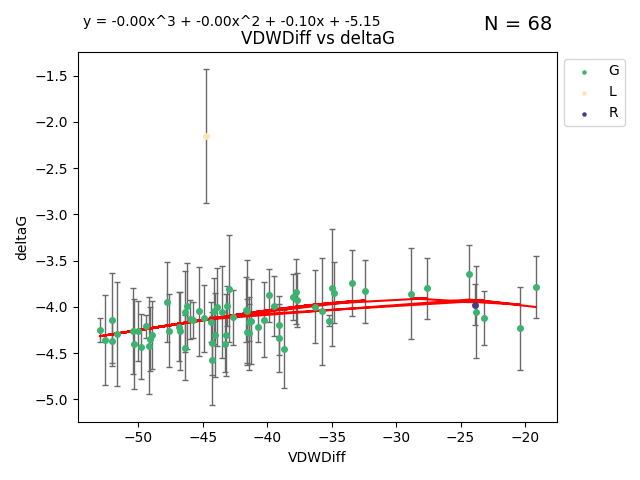 y = -0.00x^3 + -0.00x^2 + -0.10x + -5.15
N = 68
VDWDiff vs deltaG
G
L
R
−1.5
−2.0
−2.5
−3.0
−3.5
−4.0
−4.5
−5.0
deltaG
−50
−45
−40
−35
−30
−25
−20
VDWDiff